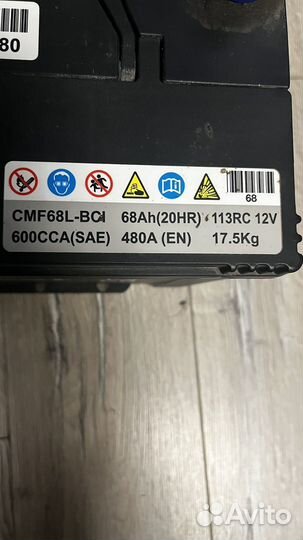 80
68
CMF68L-BCI 68Ah(20HR) 113RC 12V
600CCA(SAE) 480A (EN) 17.5Kg
Avito